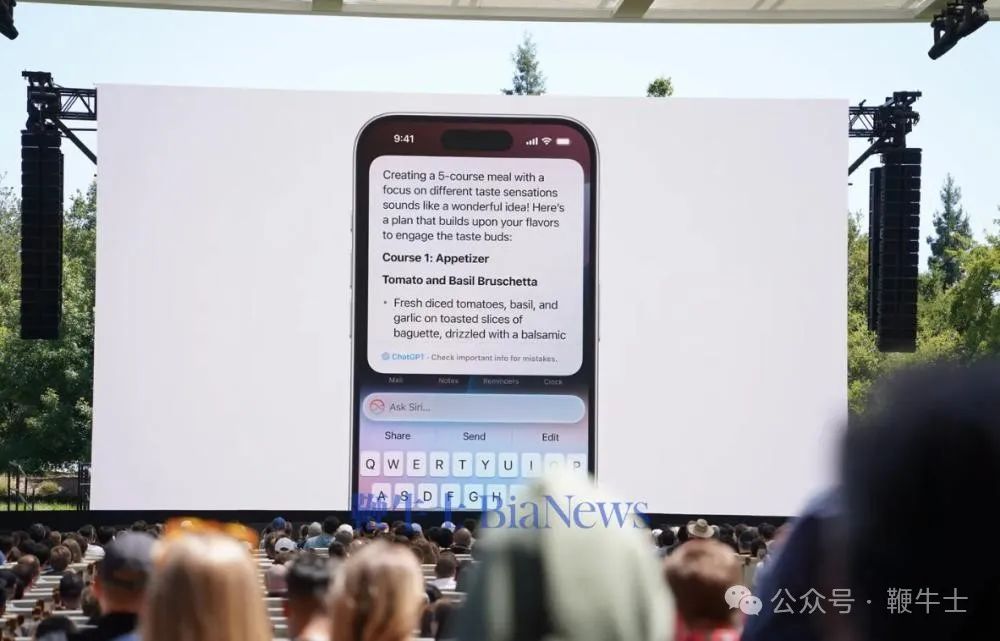 9:41
Creating a 5-course meal with a
focus on different taste sensations
sounds like a wonderful idea! Here's
a plan that builds upon your flavors
to engage the taste buds:
Course 1: Appetizer
Tomato and Basil Bruschetta
• Fresh diced tomatoes, basil, and
garlic on toasted slices of
baguette, drizzled with a balsamic
ChatGPT · Check important info for mistakes.
Mail Notes Reminders Clock
Ask Siri...
Share Send Edit
Q W E R T Y U I O P
A S D F G H
鞭牛士 BiaNews
公众号 · 鞭牛士